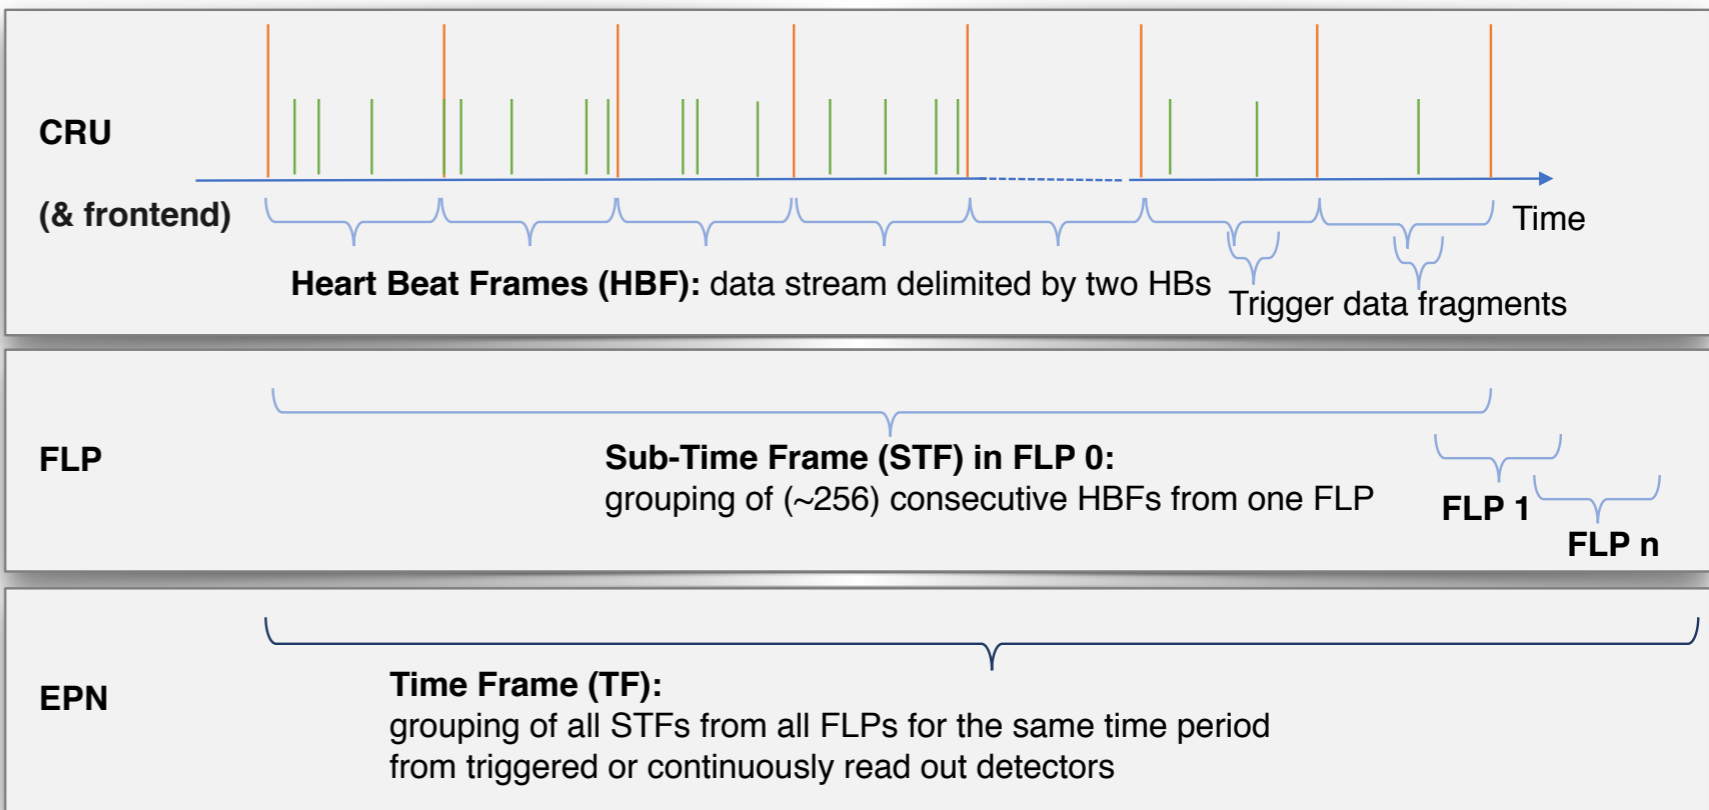 CRU
(& frontend)
Time
Heart Beat Frames (HBF): data stream delimited by two HBs
Trigger data fragments
FLP
Sub-Time Frame (STF) in FLP 0:
grouping of (~256) consecutive HBFs from one FLP
FLP 1
FLP n
EPN
Time Frame (TF):
grouping of all STFs from all FLPs for the same time period
from triggered or continuously read out detectors